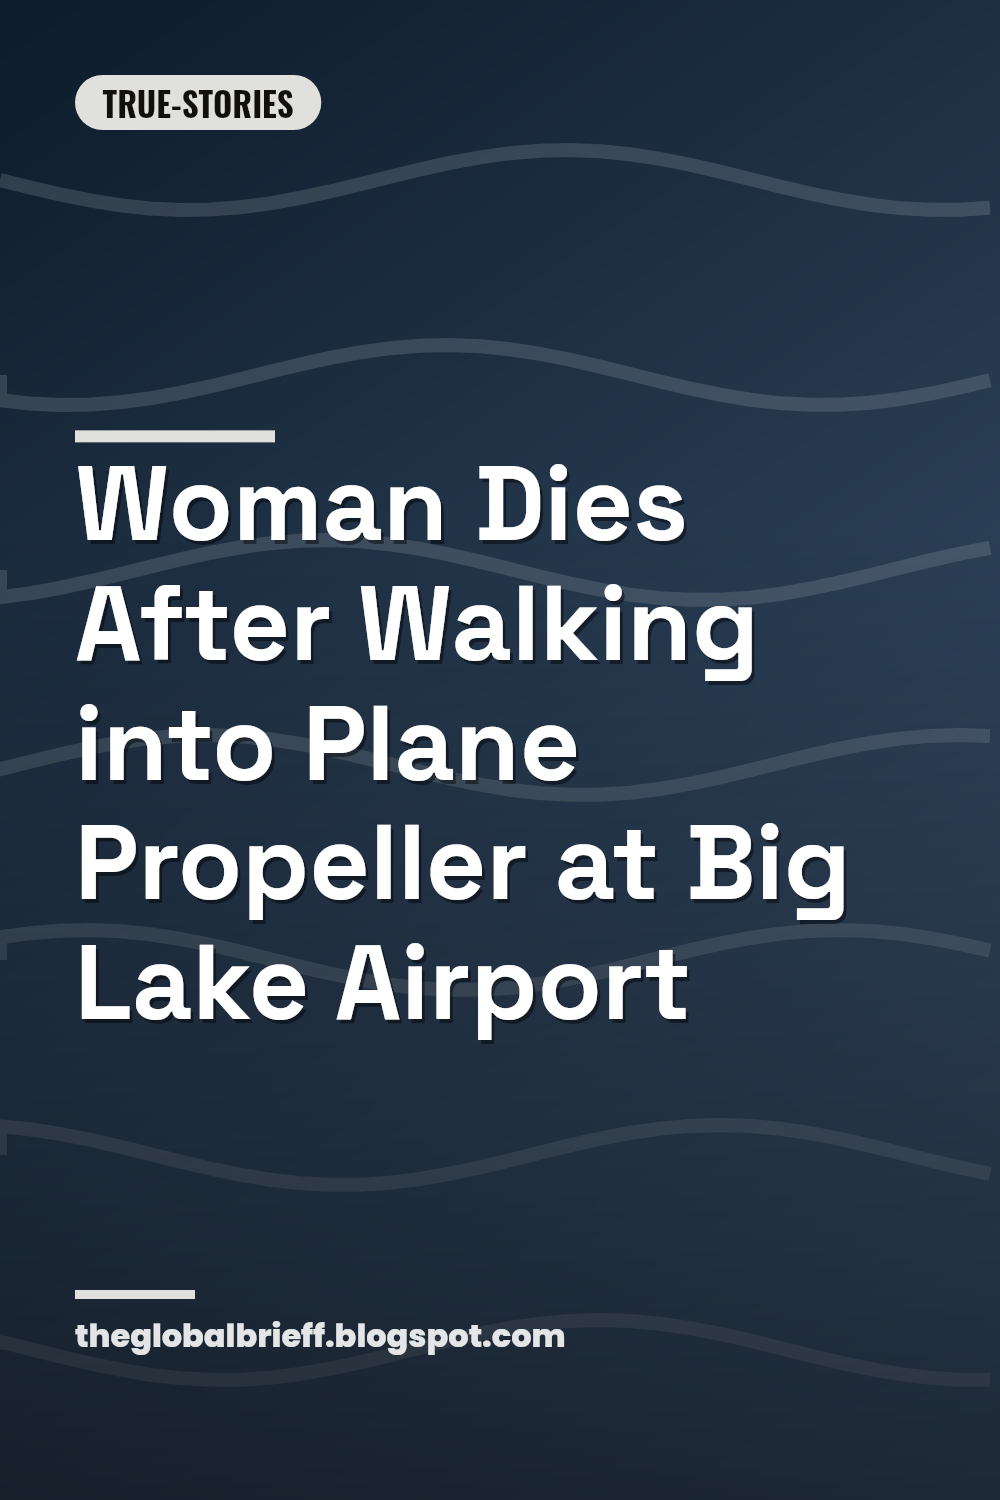 TRUE-STORIES
Woman Dies
After Walking
into Plane
Propeller at Big
Lake Airport
theglobalbrieff.blogspot.com